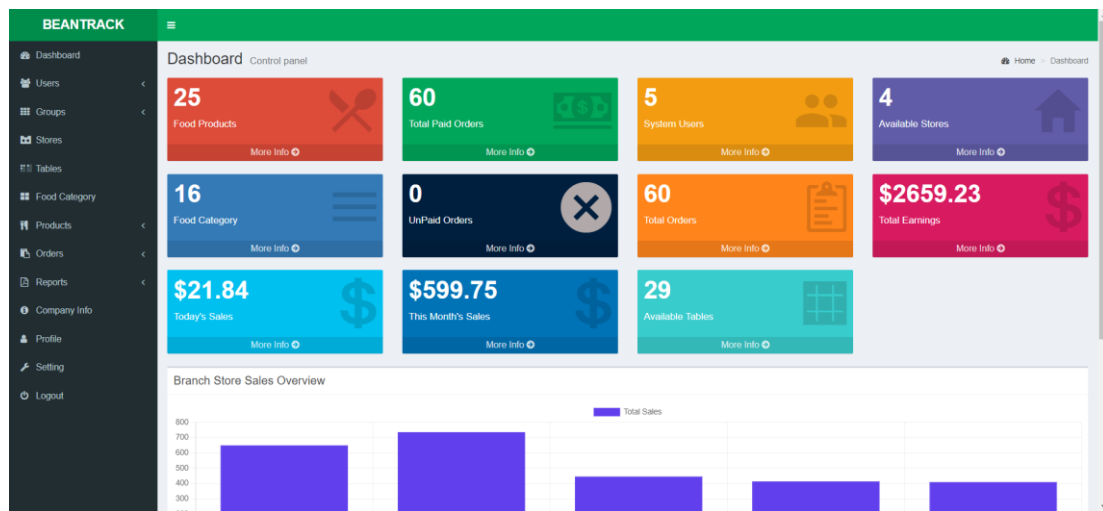 BEANTRACK
Dashboard
Users
Groups
Stores
Tables
Food Category
Products
Orders
Reports
Company Info
Profile
Setting
Logout
Dashboard Control panel
Home > Dashboard
25
Food Products
More Info
60
Total Paid Orders
More Info
5
System Users
More Info
4
Available Stores
More Info
16
Food Category
More Info
0
UnPaid Orders
More Info
60
Total Orders
More Info
$2659.23
Total Earnings
More Info
$21.84
Today's Sales
More Info
$599.75
This Month's Sales
More Info
29
Available Tables
More Info
Branch Store Sales Overview
Total Sales
800
700
600
500
400
300